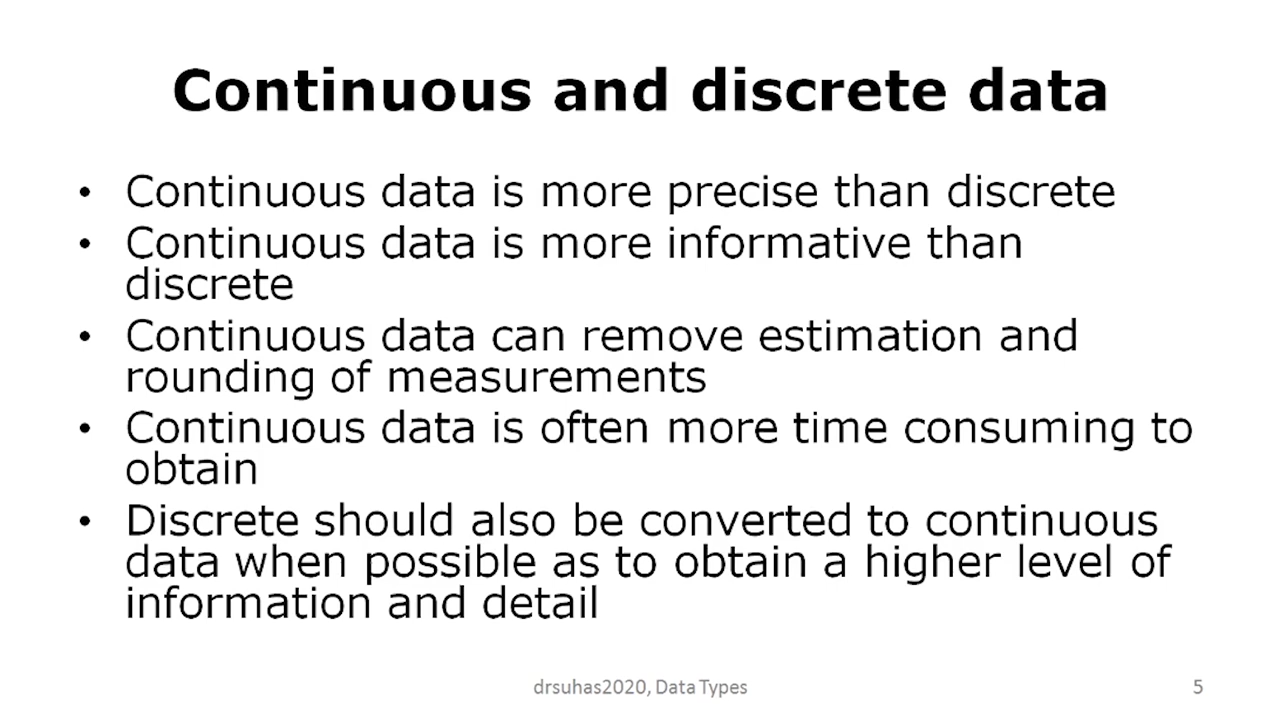 Continuous and discrete data
• Continuous data is more precise than discrete
• Continuous data is more informative than
discrete
• Continuous data can remove estimation and
rounding of measurements
• Continuous data is often more time consuming to
obtain
• Discrete should also be converted to continuous
data when possible as to obtain a higher level of
information and detail
drsuhas2020, Data Types
5